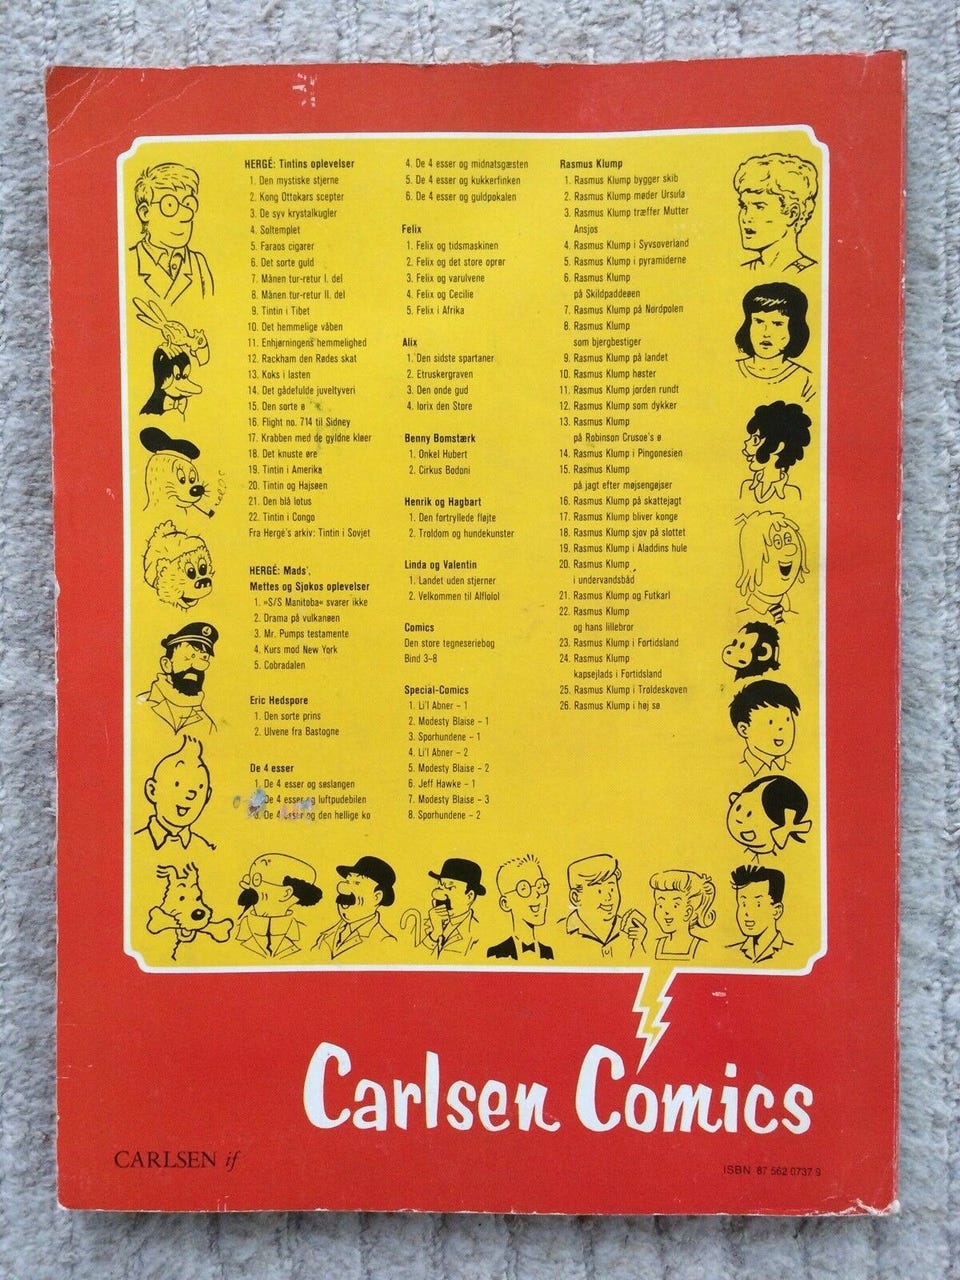 HERGÉ: Tintins oplevelser
1. Den mystiske stjerne
2. Kong Ottokars scepter
3. De syv krystalkugler
4. Soltemplet
5. Faraos cigarer
6. Det sorte guld
7. Månen tur-retur I. del
8. Månen tur-retur II. del
9. Tintin i Tibet
10. Det hemmelige våben
11. Enhjørningens hemmelighed
12. Rackham den Rødes skat
13. Koks i lasten
14. Det gådefulde juveltyveri
15. Den sorte ø
16. Flight no. 714 til Sidney
17. Krabben med de gyldne kløer
18. Det knuste øre
19. Tintin i Amerika
20. Tintin og Hajsøen
21. Den blå lotus
22. Tintin i Congo
Fra Hergé's arkiv: Tintin i Sovjet
HERGÉ: Mads',
Mettes og Sjokos oplevelser
1. »S/S Manitoba« svarer ikke
2. Drama på vulkanøen
3. Mr. Pumps testamente
4. Kurs mod New York
5. Cobradalen
Eric Hedspøre
1. Den sorte prins
2. Ulvene fra Bastogne
De 4 esser
1. De 4 esser og søslangen
2. De 4 esser og luftpudebilen
3. De 4 esser og den hellige ko
4. De 4 esser og midnatsgæsten
5. De 4 esser og kukkerfinken
6. De 4 esser og guldpokalen
Felix
1. Felix og tidsmaskinen
2. Felix og det store oprør
3. Felix og varulvene
4. Felix og Cecilie
5. Felix i Afrika
Alix
1. Den sidste spartaner
2. Etruskergraven
3. Den onde gud
4. Iorix den Store
Benny Bomstærk
1. Onkel Hubert
2. Cirkus Bodoni
Henrik og Hagbart
1. Den fortryllede fløjte
2. Troldom og hundekunster
Linda og Valentin
1. Landet uden stjerner
2. Velkommen til Alflolol
Comics
Den store tegneseriebog
Bind 3–8
Special-Comics
1. Li'l Abner – 1
2. Modesty Blaise – 1
3. Sporhundene – 1
4. Li'l Abner – 2
5. Modesty Blaise – 2
6. Jeff Hawke – 1
7. Modesty Blaise – 3
8. Sporhundene – 2
Rasmus Klump
1. Rasmus Klump bygger skib
2. Rasmus Klump møder Ursula
3. Rasmus Klump træffer Mutter
Ansjos
4. Rasmus Klump i Syvsoverland
5. Rasmus Klump i pyramiderne
6. Rasmus Klump
på Skildpaddeøen
7. Rasmus Klump på Nordpolen
8. Rasmus Klump
som bjergbestiger
9. Rasmus Klump på landet
10. Rasmus Klump høster
11. Rasmus Klump jorden rundt
12. Rasmus Klump som dykker
13. Rasmus Klump
på Robinson Crusoe's ø
14. Rasmus Klump i Pingonesien
15. Rasmus Klump
på jagt efter møjsengøjser
16. Rasmus Klump på skattejagt
17. Rasmus Klump bliver konge
18. Rasmus Klump sjov på slottet
19. Rasmus Klump i Aladdins hule
20. Rasmus Klump
i undervandsbåd
21. Rasmus Klump og Futkarl
22. Rasmus Klump
og hans lillebror
23. Rasmus Klump i Fortidsland
24. Rasmus Klump
kapsejlads i Fortidsland
25. Rasmus Klump i Troldeskoven
26. Rasmus Klump i høj sø
Carlsen Comics
CARLSEN if
ISBN 87 562 0737 9